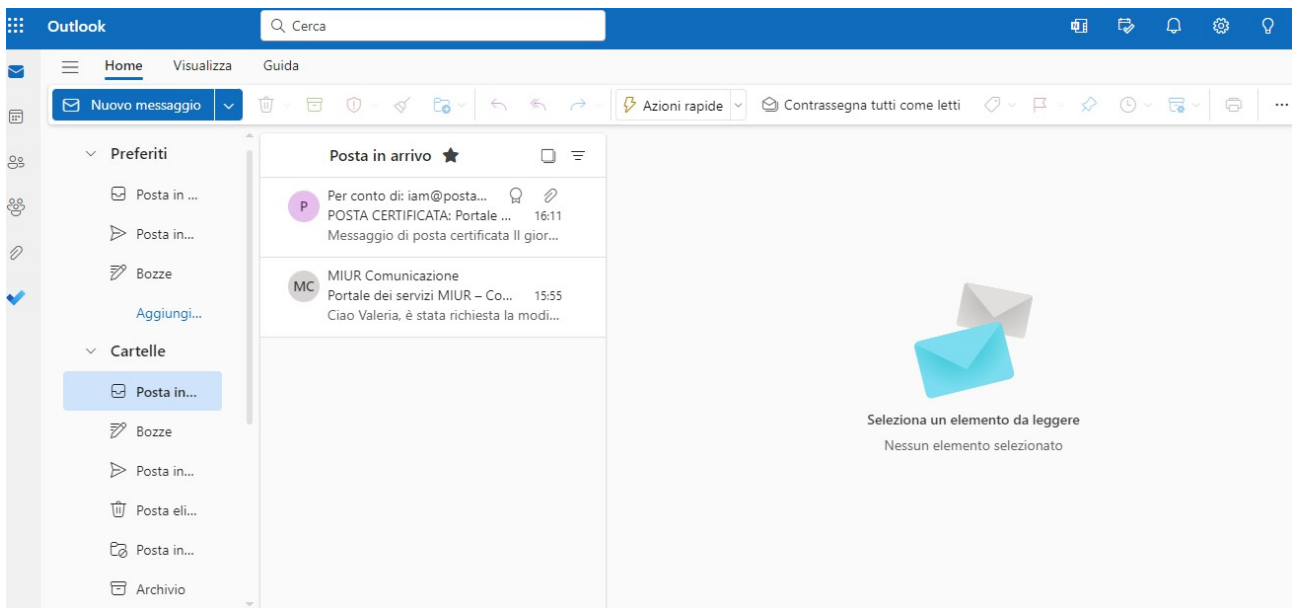 Outlook
Cerca
Home Visualizza Guida
Nuovo messaggio
Azioni rapide
Contrassegna tutti come letti
Preferiti
Posta in ...
Posta in...
Bozze
Aggiungi...
Cartelle
Posta in...
Bozze
Posta in...
Posta eli...
Posta in...
Archivio
Posta in arrivo
P
Per conto di: iam@posta...
POSTA CERTIFICATA: Portale ... 16:11
Messaggio di posta certificata Il gior...
MC
MIUR Comunicazione
Portale dei servizi MIUR – Co... 15:55
Ciao Valeria, è stata richiesta la modi...
Seleziona un elemento da leggere
Nessun elemento selezionato